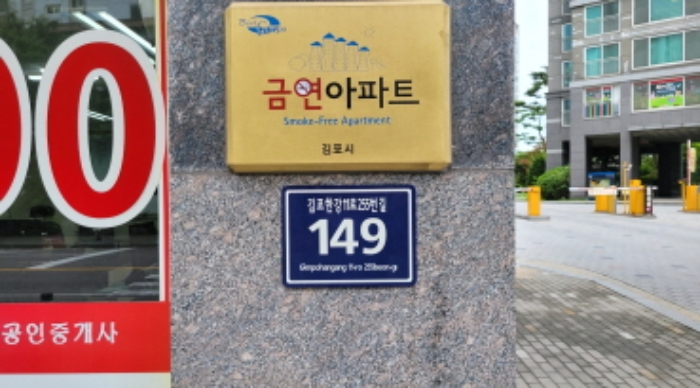 00
공인중개사
금연아파트
Smoke-Free Apartment
김포시
김포한강11로255번길
149
Gimpohangang 11-ro 255beon-gil